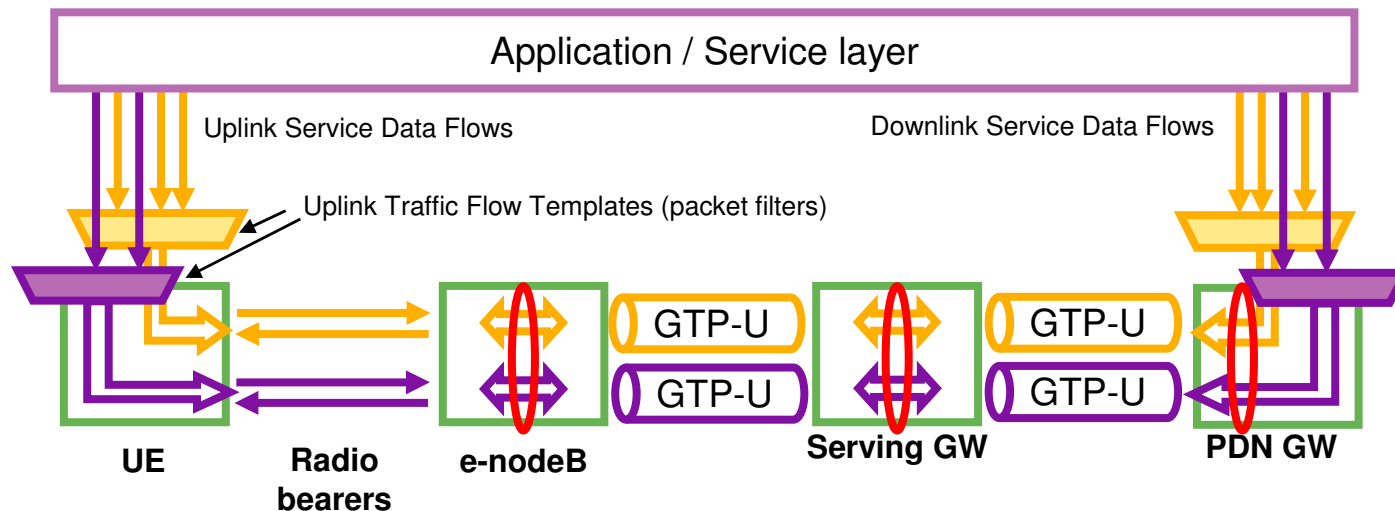 Application / Service layer
Uplink Service Data Flows
Downlink Service Data Flows
Uplink Traffic Flow Templates (packet filters)
GTP-U
GTP-U
GTP-U
GTP-U
UE
Radio
bearers
e-nodeB
Serving GW
PDN GW